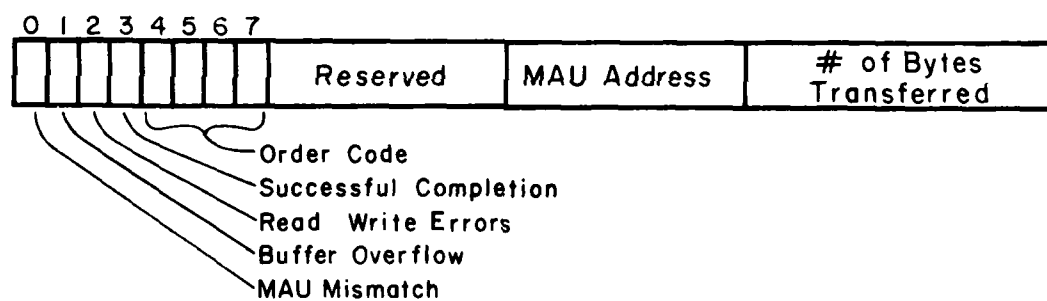 0 1 2 3 4 5 6 7
Reserved
MAU Address
# of Bytes
Transferred
Order Code
Successful Completion
Read Write Errors
Buffer Overflow
MAU Mismatch